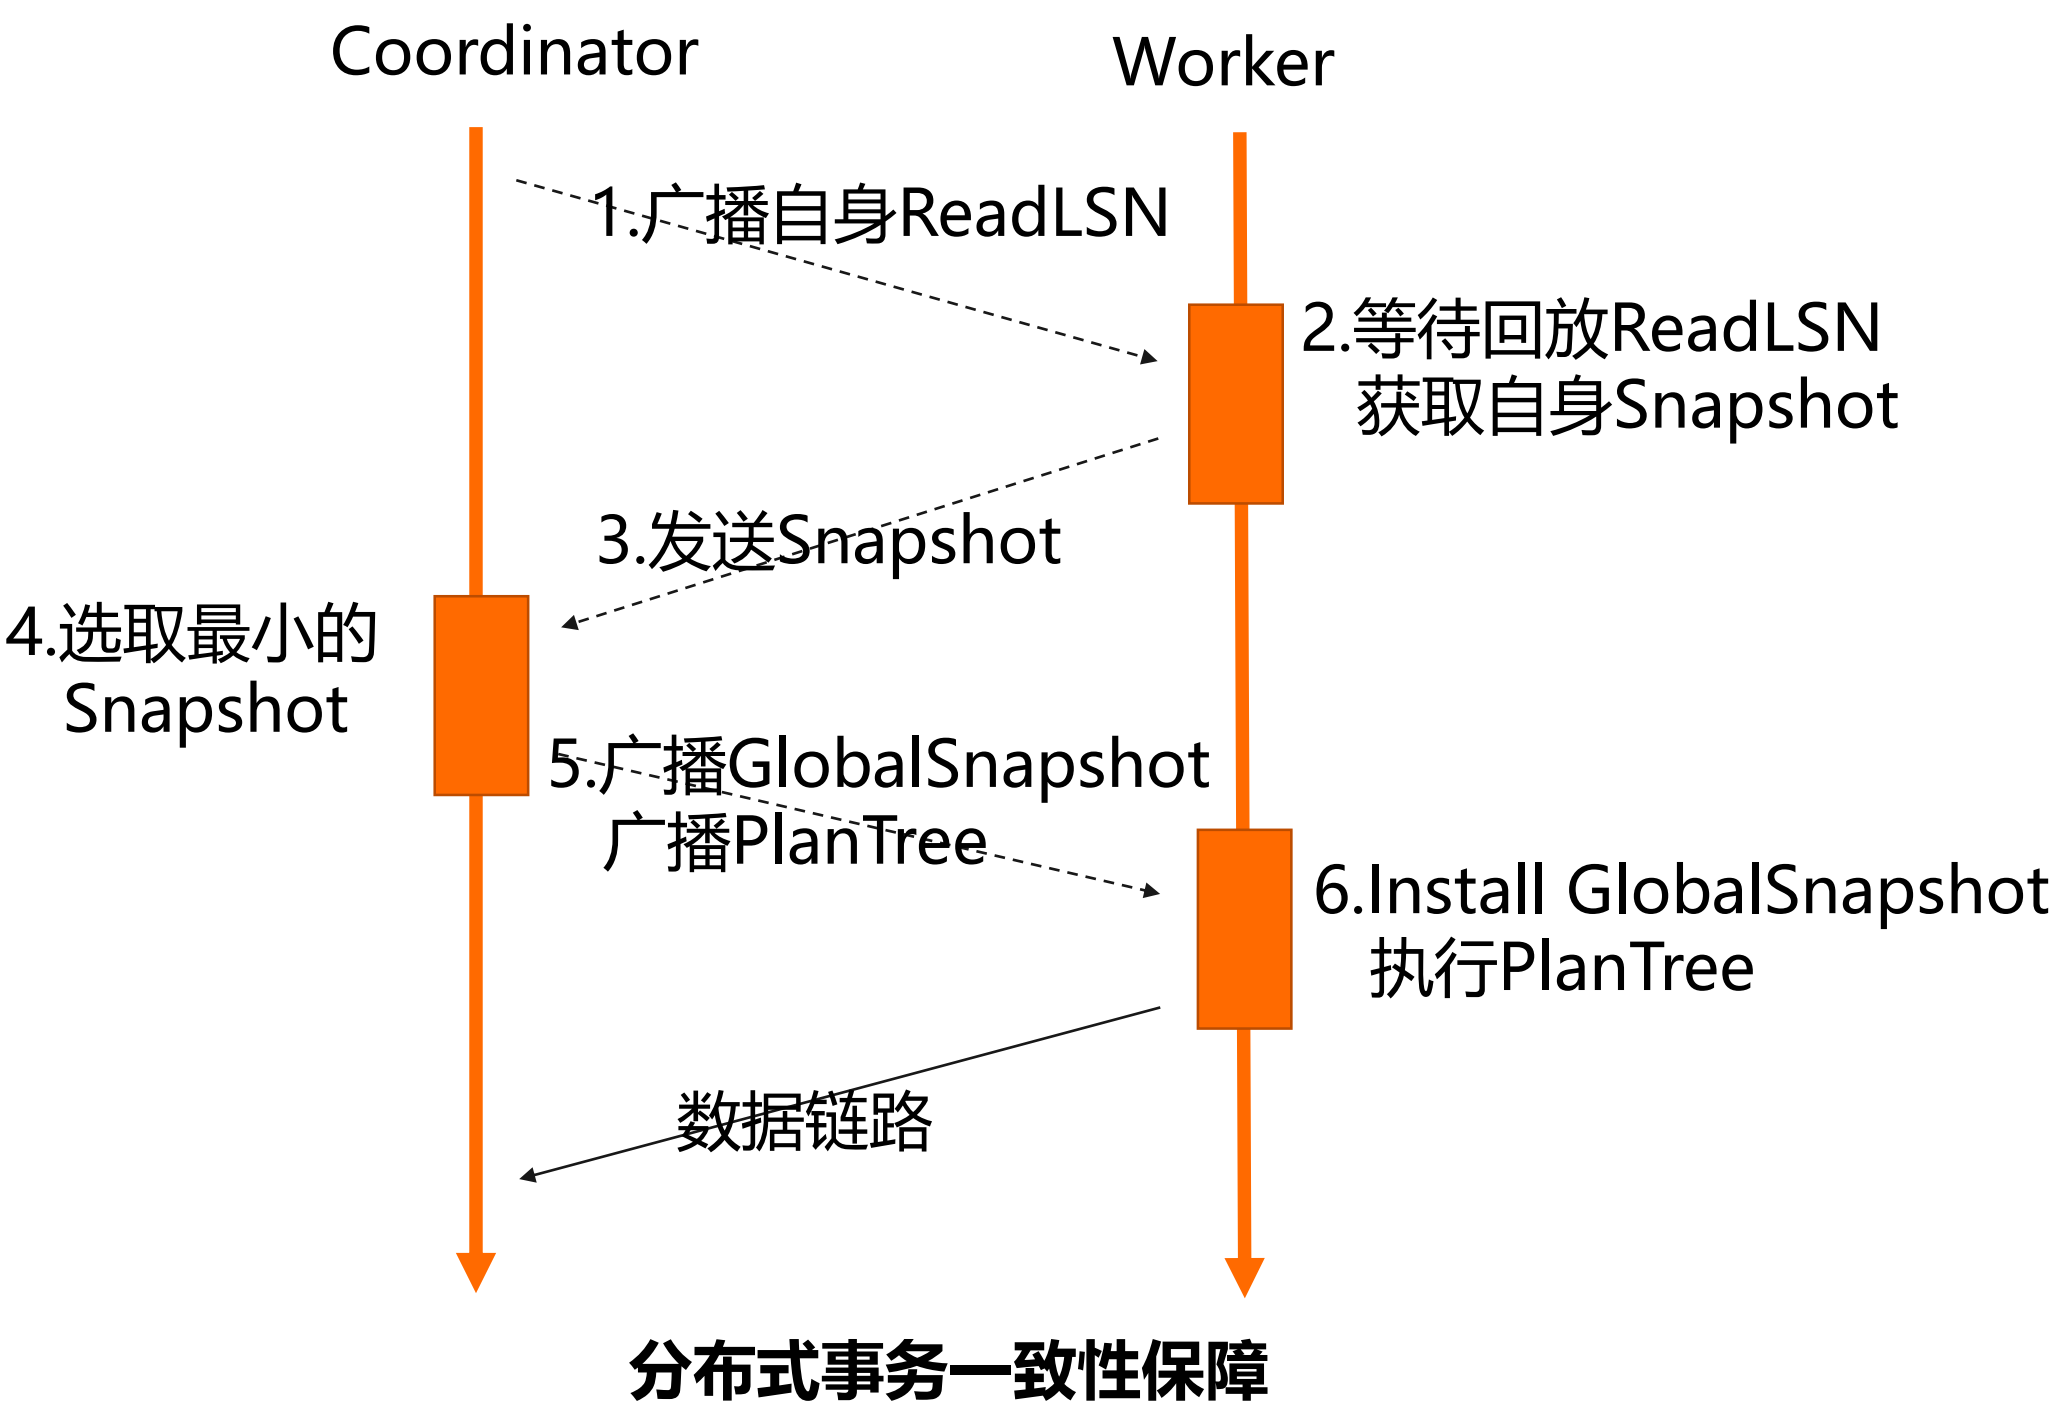 Coordinator
Worker
1.广播自身ReadLSN
2.等待回放ReadLSN
获取自身Snapshot
3.发送Snapshot
4.选取最小的
Snapshot
5.广播GlobalSnapshot
广播PlanTree
6.Install GlobalSnapshot
执行PlanTree
数据链路
分布式事务一致性保障